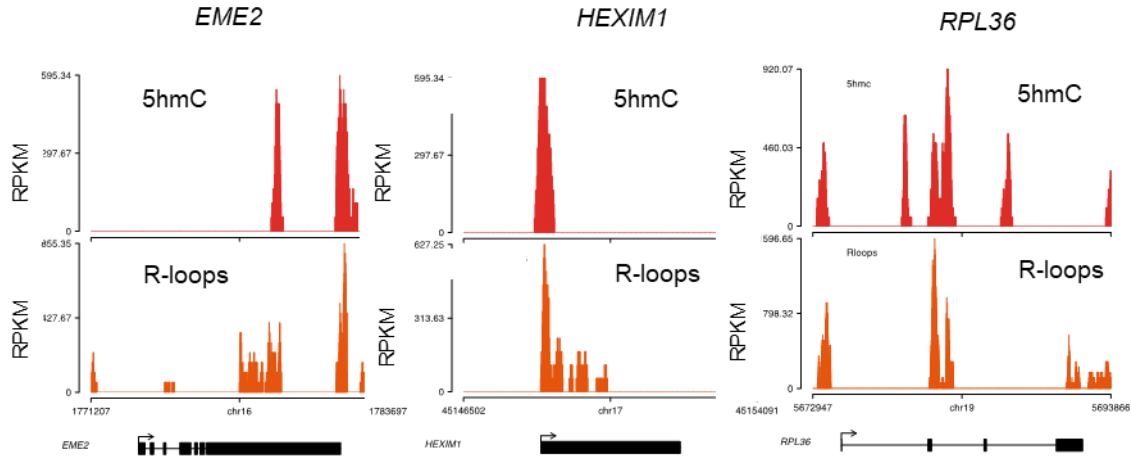 EME2
HEXIM1
RPL36
595.34
5hmC
297.67
0
RPKM
855.35
R-loops
427.67
0
RPKM
1771207
chr16
1783697
EME2
595.34
5hmC
297.67
0
RPKM
627.25
R-loops
313.63
0
RPKM
45146502
chr17
45154091
HEXIM1
920.07
5hmc
5hmC
460.03
0
RPKM
596.65
Rloops
R-loops
798.32
0
RPKM
5672947
chr19
5693866
RPL36